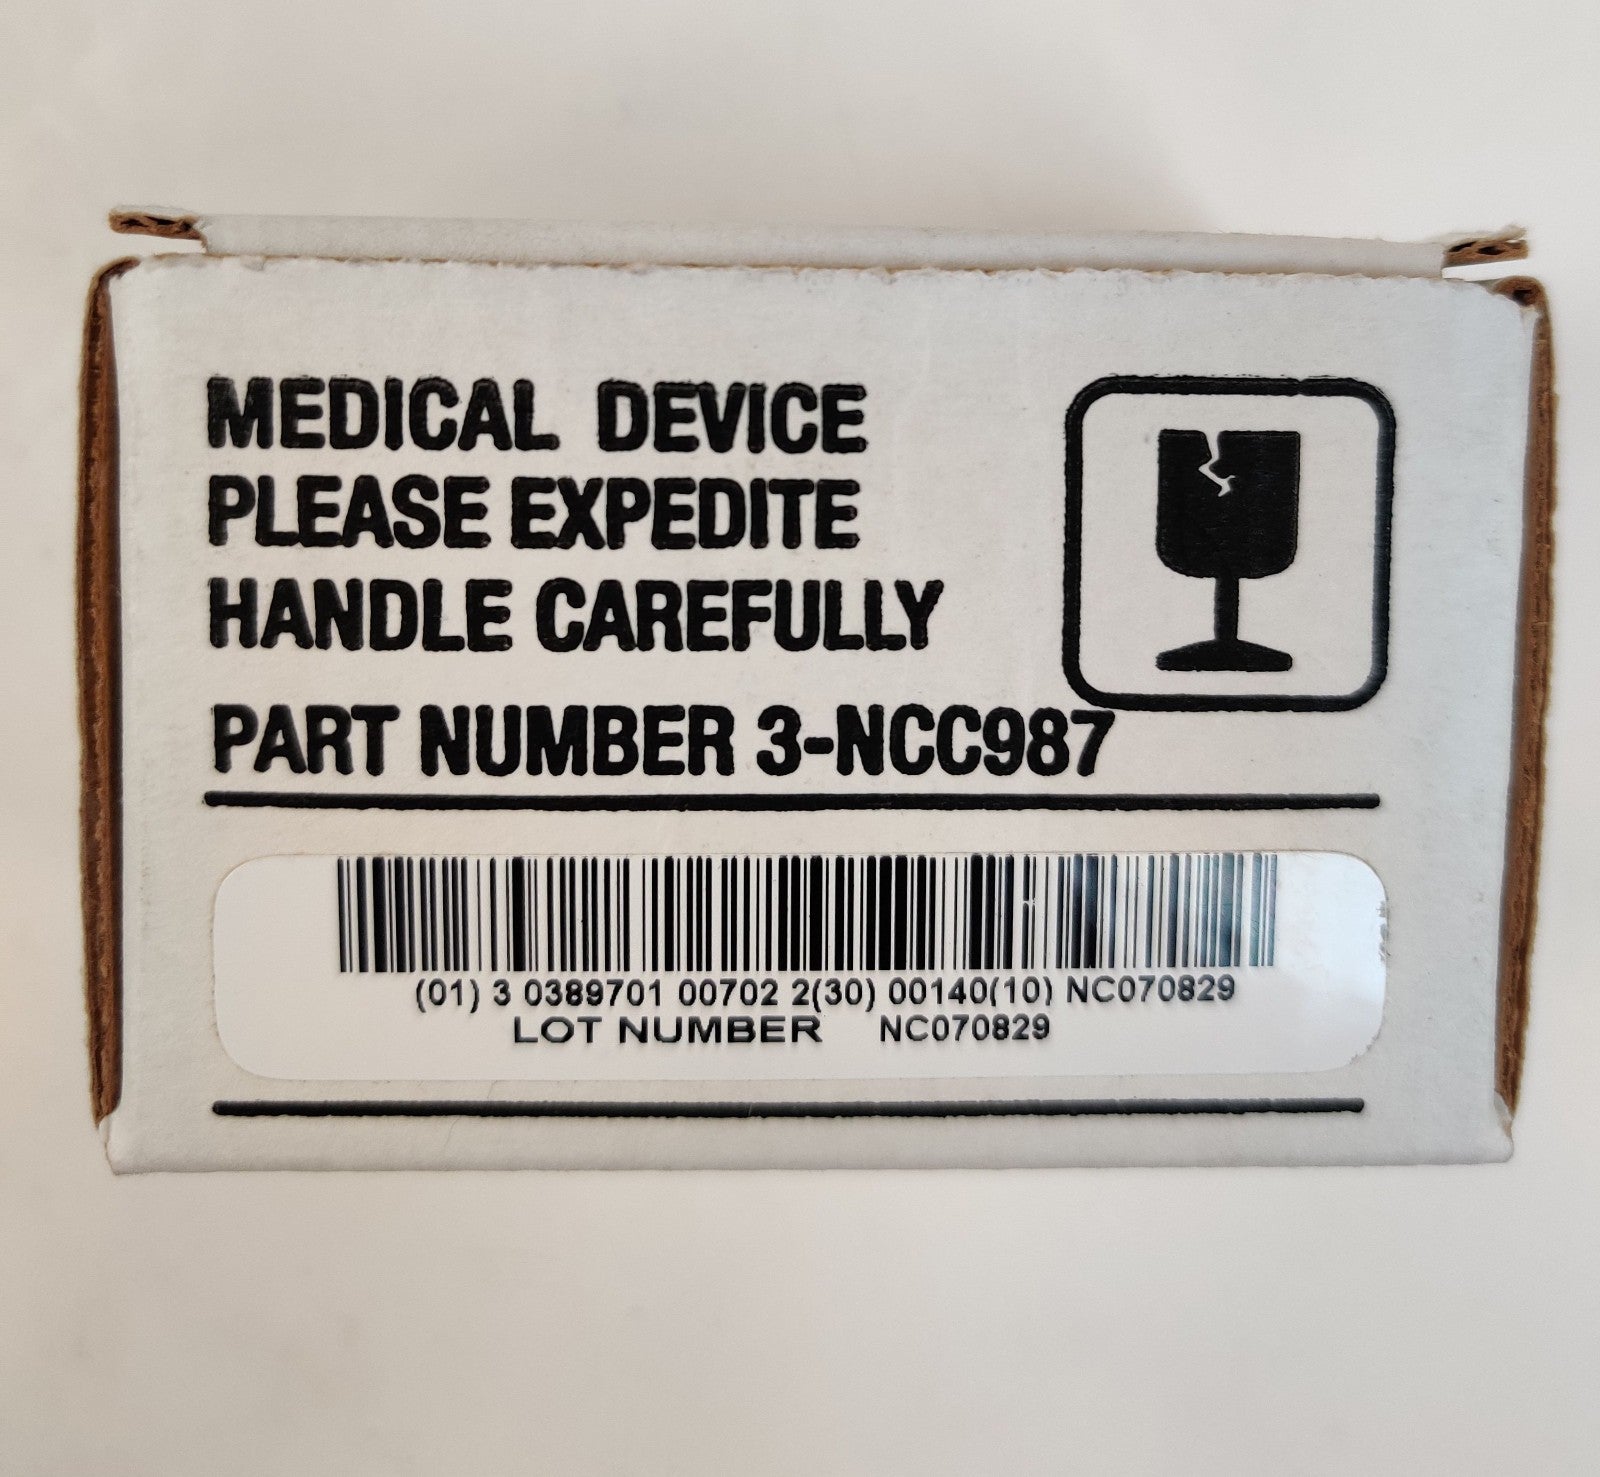 MEDICAL DEVICE
PLEASE EXPEDITE
HANDLE CAREFULLY
PART NUMBER 3-NCC987
(01) 3 0389701 00702 2(30) 00140(10) NC070829
LOT NUMBER NC070829